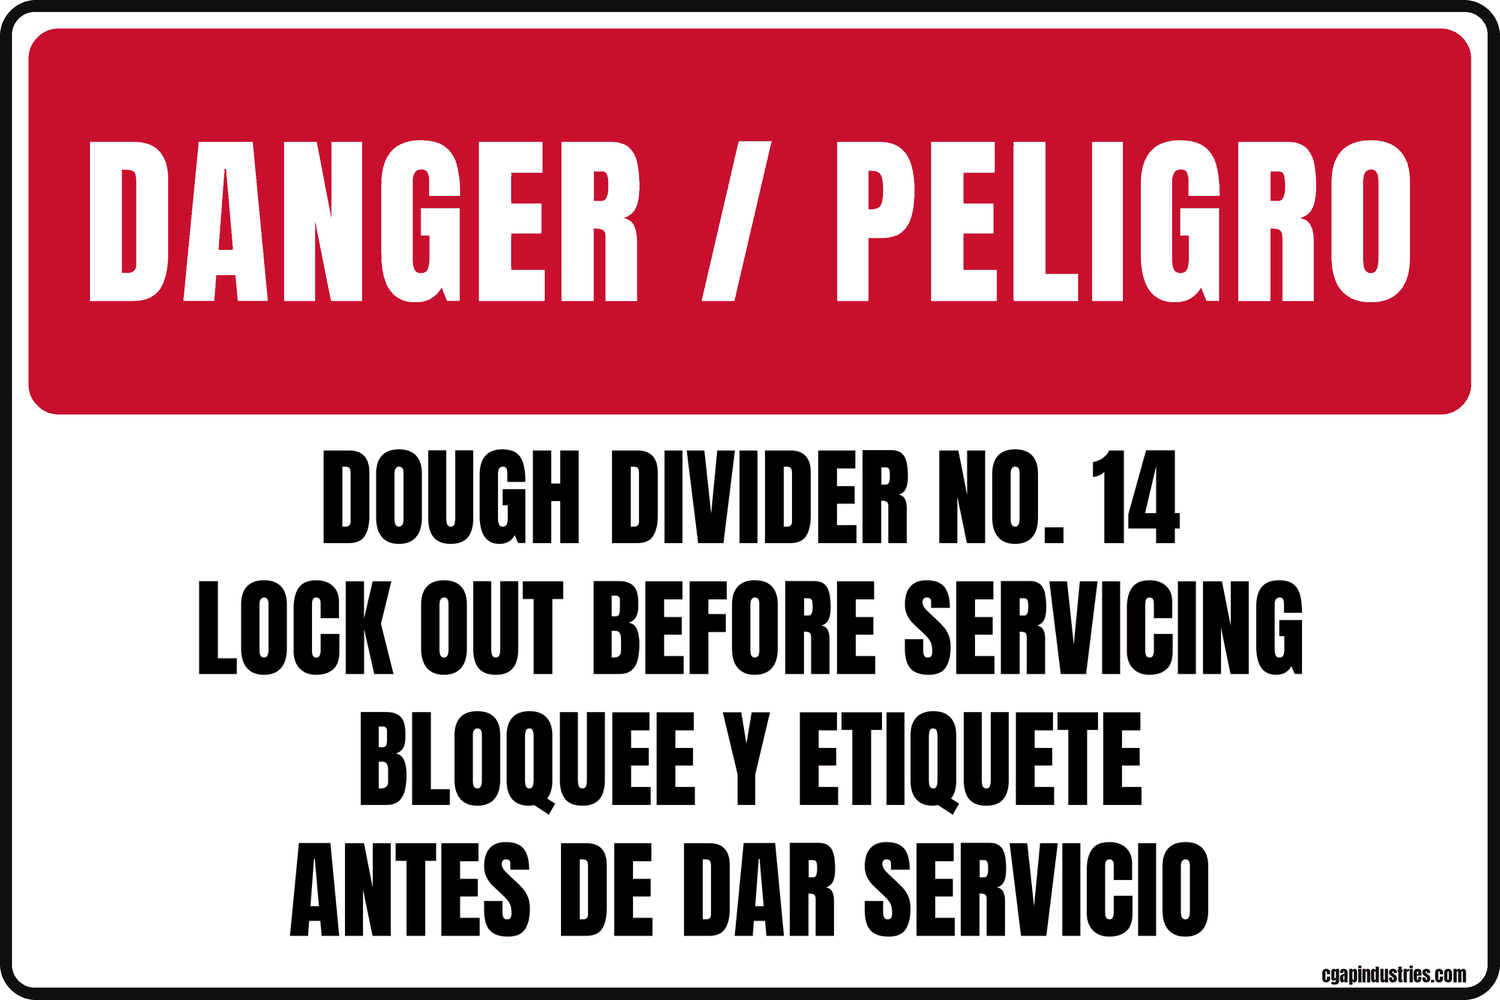 DANGER / PELIGRO
DOUGH DIVIDER NO. 14
LOCK OUT BEFORE SERVICING
BLOQUEE Y ETIQUETE
ANTES DE DAR SERVICIO
cgapindustries.com